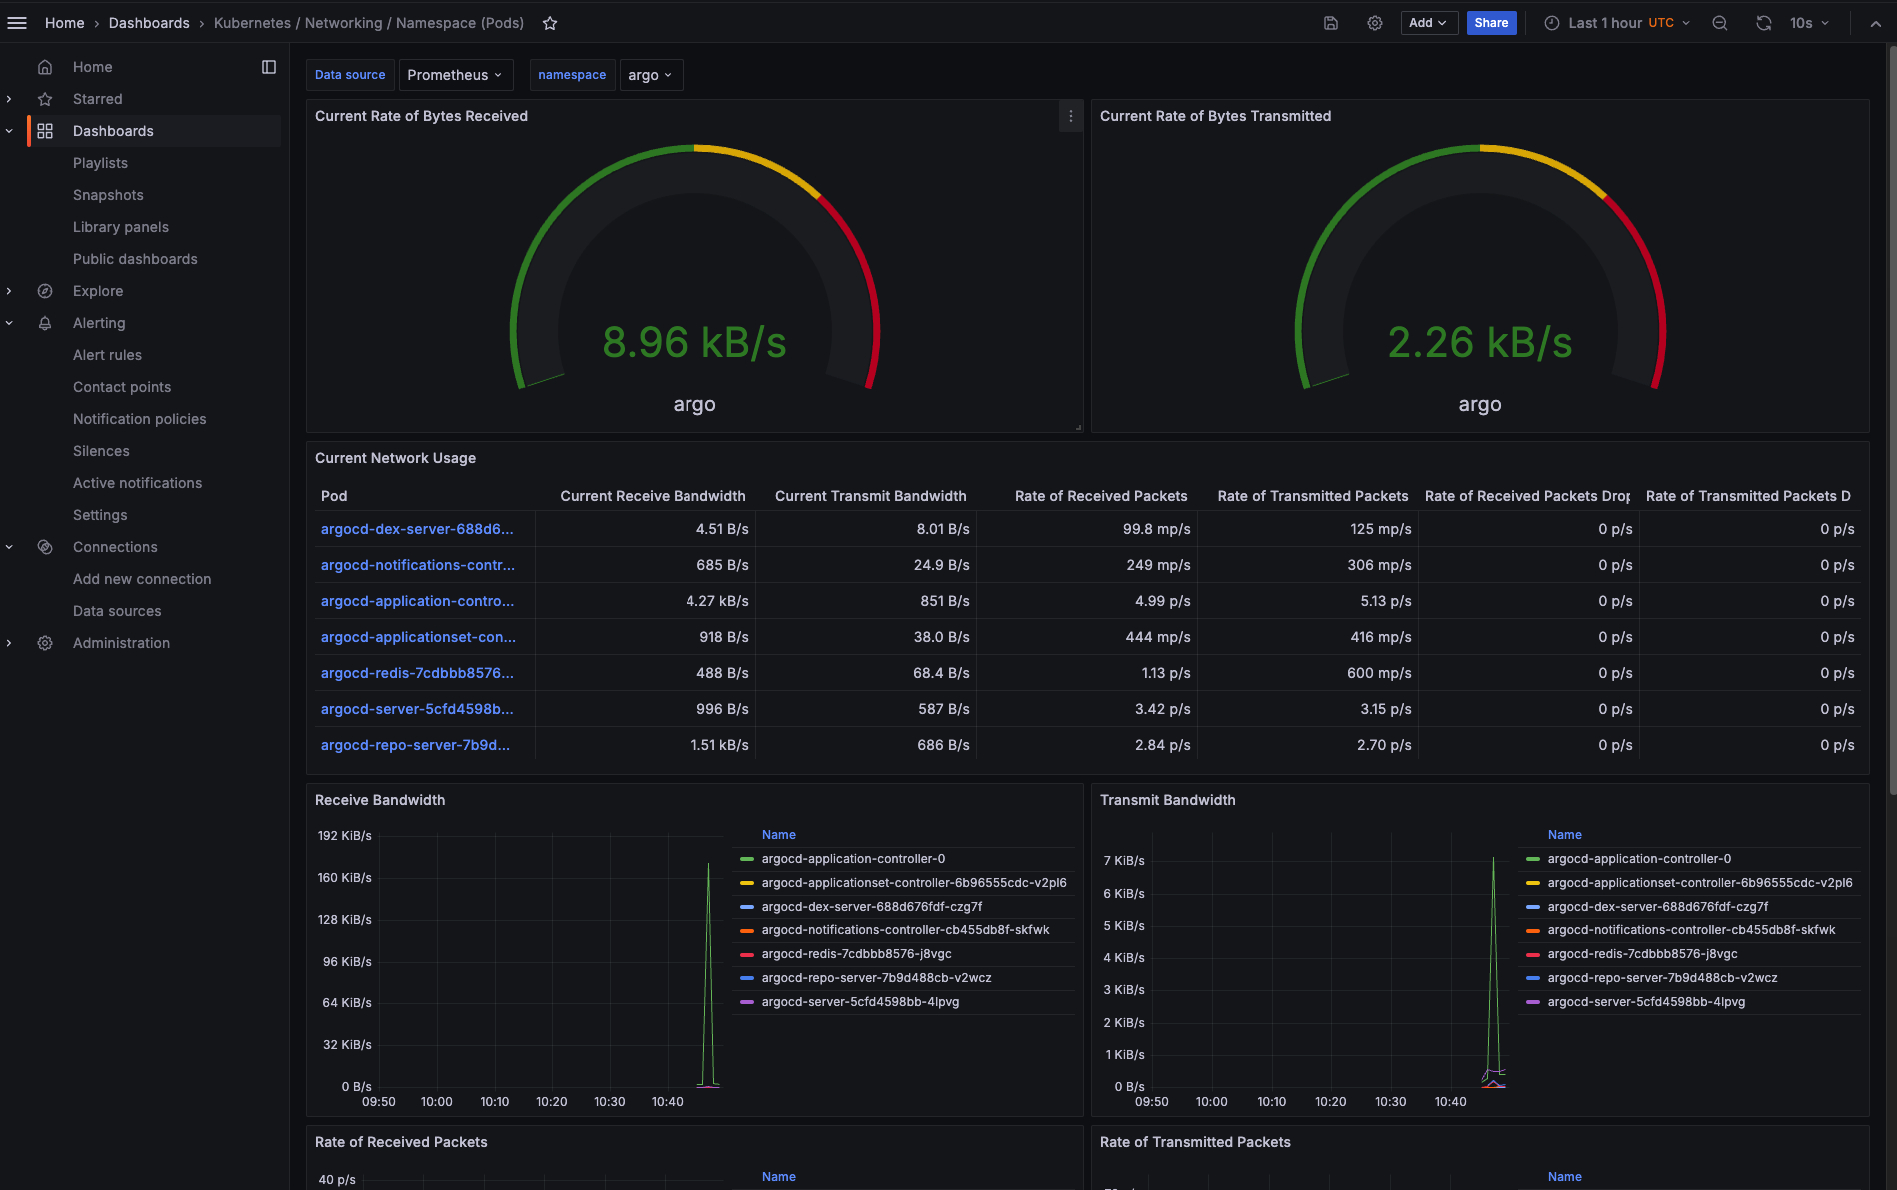 Home › Dashboards › Kubernetes / Networking / Namespace (Pods)
Add
Share
Last 1 hour UTC
10s
Home
Starred
Dashboards
Playlists
Snapshots
Library panels
Public dashboards
Explore
Alerting
Alert rules
Contact points
Notification policies
Silences
Active notifications
Settings
Connections
Add new connection
Data sources
Administration
Data source Prometheus namespace argo
Current Rate of Bytes Received
8.96 kB/s
argo
Current Rate of Bytes Transmitted
2.26 kB/s
argo
Current Network Usage
Pod Current Receive Bandwidth Current Transmit Bandwidth Rate of Received Packets Rate of Transmitted Packets Rate of Received Packets Drop Rate of Transmitted Packets D
argocd-dex-server-688d6... 4.51 B/s 8.01 B/s 99.8 mp/s 125 mp/s 0 p/s 0 p/s
argocd-notifications-contr... 685 B/s 24.9 B/s 249 mp/s 306 mp/s 0 p/s 0 p/s
argocd-application-contro... 4.27 kB/s 851 B/s 4.99 p/s 5.13 p/s 0 p/s 0 p/s
argocd-applicationset-con... 918 B/s 38.0 B/s 444 mp/s 416 mp/s 0 p/s 0 p/s
argocd-redis-7cdbbb8576... 488 B/s 68.4 B/s 1.13 p/s 600 mp/s 0 p/s 0 p/s
argocd-server-5cfd4598b... 996 B/s 587 B/s 3.42 p/s 3.15 p/s 0 p/s 0 p/s
argocd-repo-server-7b9d... 1.51 kB/s 686 B/s 2.84 p/s 2.70 p/s 0 p/s 0 p/s
Receive Bandwidth
192 KiB/s
160 KiB/s
128 KiB/s
96 KiB/s
64 KiB/s
32 KiB/s
0 B/s
09:50 10:00 10:10 10:20 10:30 10:40
Name
argocd-application-controller-0
argocd-applicationset-controller-6b96555cdc-v2pl6
argocd-dex-server-688d676fdf-czg7f
argocd-notifications-controller-cb455db8f-skfwk
argocd-redis-7cdbbb8576-j8vgc
argocd-repo-server-7b9d488cb-v2wcz
argocd-server-5cfd4598bb-4lpvg
Transmit Bandwidth
7 KiB/s
6 KiB/s
5 KiB/s
4 KiB/s
3 KiB/s
2 KiB/s
1 KiB/s
0 B/s
09:50 10:00 10:10 10:20 10:30 10:40
Name
argocd-application-controller-0
argocd-applicationset-controller-6b96555cdc-v2pl6
argocd-dex-server-688d676fdf-czg7f
argocd-notifications-controller-cb455db8f-skfwk
argocd-redis-7cdbbb8576-j8vgc
argocd-repo-server-7b9d488cb-v2wcz
argocd-server-5cfd4598bb-4lpvg
Rate of Received Packets
40 p/s
Name
Rate of Transmitted Packets
Name